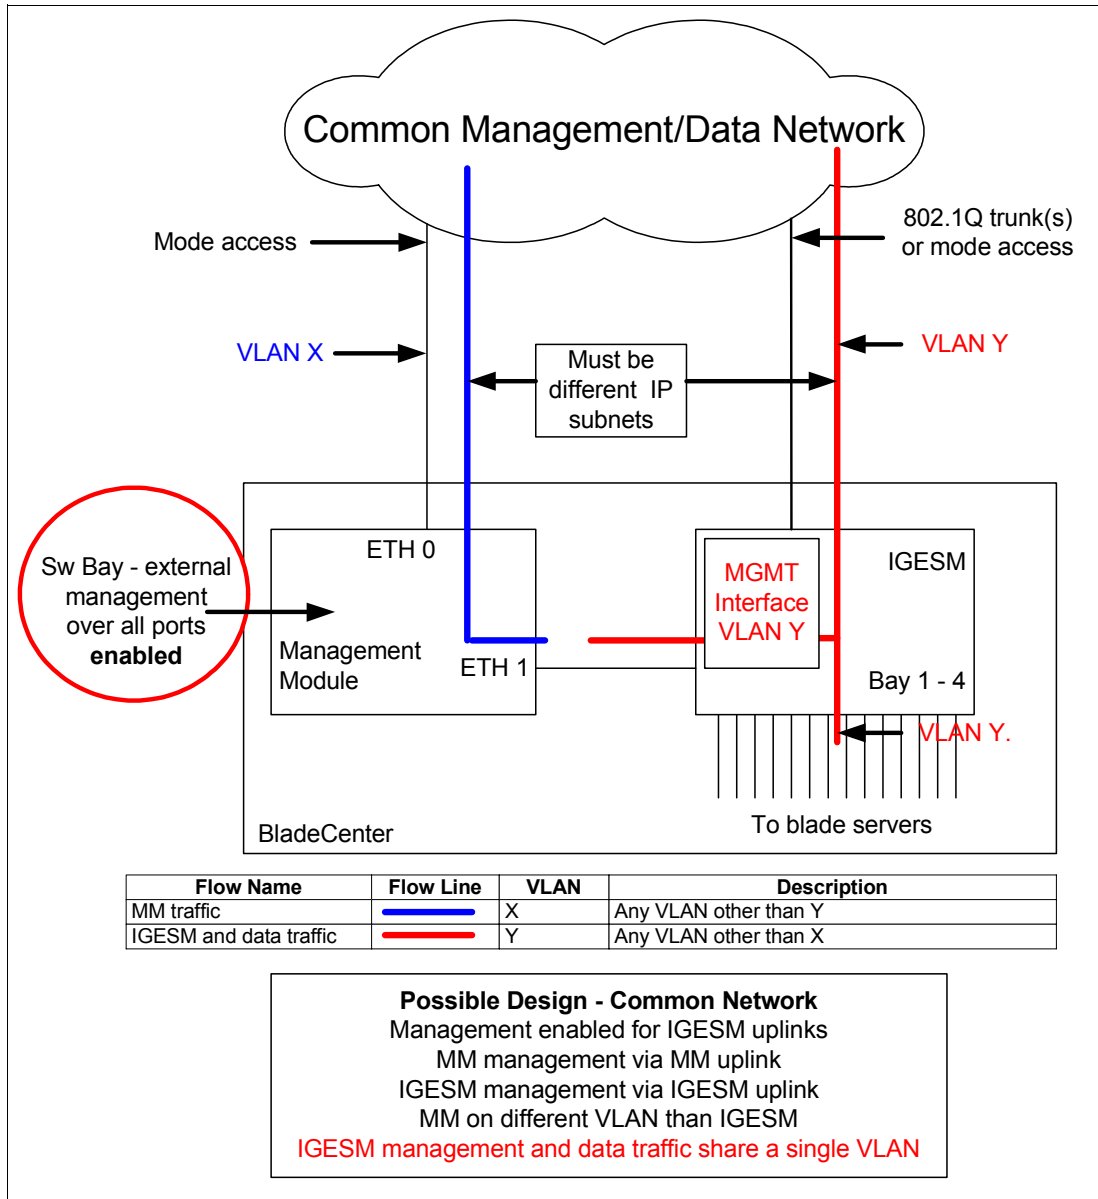 Common Management/Data Network
Mode access
802.1Q trunk(s)
or mode access
VLAN X
Must be
different IP
subnets
VLAN Y
Sw Bay - external
management
over all ports
enabled
ETH 0
Management
Module
ETH 1
MGMT
Interface
VLAN Y
IGESM
Bay 1 - 4
VLAN Y.
To blade servers
BladeCenter
Flow Name Flow Line VLAN Description
MM traffic X Any VLAN other than Y
IGESM and data traffic Y Any VLAN other than X
Possible Design - Common Network
Management enabled for IGESM uplinks
MM management via MM uplink
IGESM management via IGESM uplink
MM on different VLAN than IGESM
IGESM management and data traffic share a single VLAN